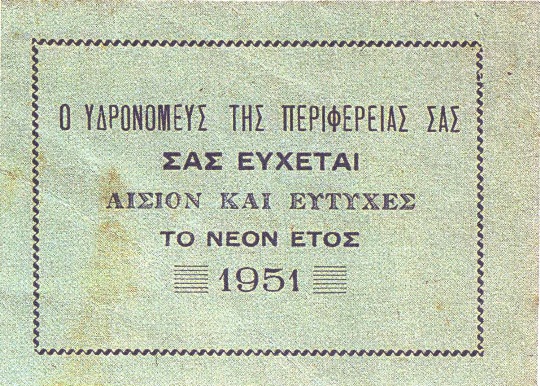 Ο ΥΔΡΟΝΟΜΕΥΣ ΤΗΣ ΠΕΡΙΦΕΡΕΙΑΣ ΣΑΣ
ΣΑΣ ΕΥΧΕΤΑΙ
ΑΙΣΙΟΝ ΚΑΙ ΕΥΤΥΧΕΣ
ΤΟ ΝΕΟΝ ΕΤΟΣ
1951